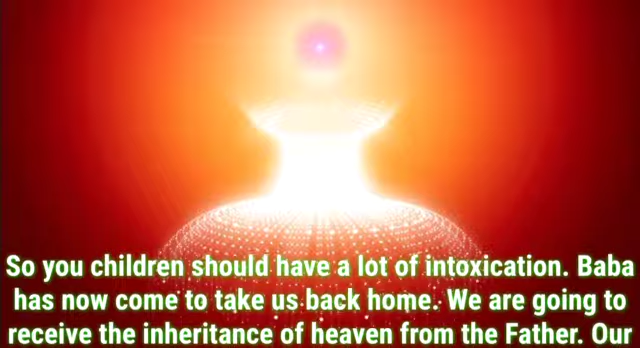 So you children should have a lot of intoxication. Baba
has now come to take us back home. We are going to
receive the inheritance of heaven from the Father. Our